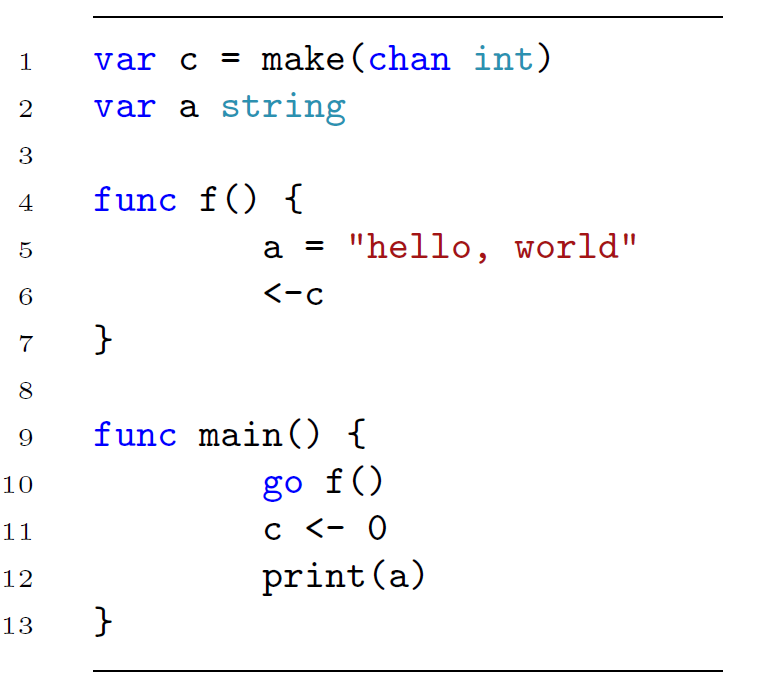 1 var c = make(chan int)
2 var a string
3
4 func f() {
5         a = "hello, world"
6         <-c
7 }
8
9 func main() {
10         go f()
11         c <- 0
12         print(a)
13 }